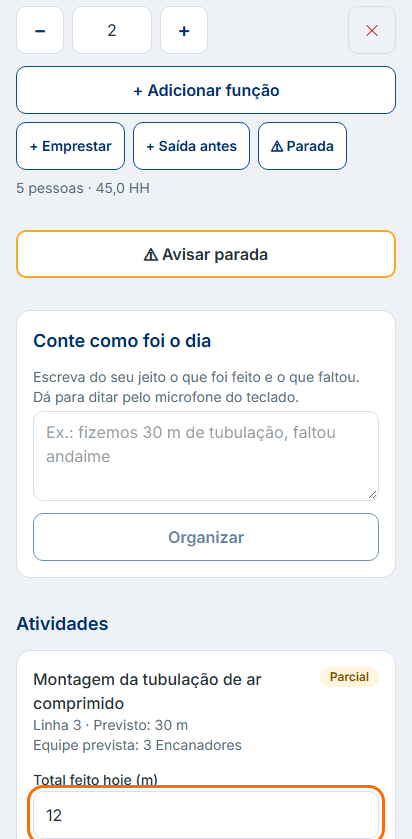 − 2 +
+ Adicionar função
+ Emprestar + Saída antes ⚠ Parada
5 pessoas · 45,0 HH
⚠ Avisar parada
Conte como foi o dia
Escreva do seu jeito o que foi feito e o que faltou.
Dá para ditar pelo microfone do teclado.
Ex.: fizemos 30 m de tubulação, faltou
andaime
Organizar
Atividades
Montagem da tubulação de ar Parcial
comprimido
Linha 3 · Previsto: 30 m
Equipe prevista: 3 Encanadores
Total feito hoje (m)
12